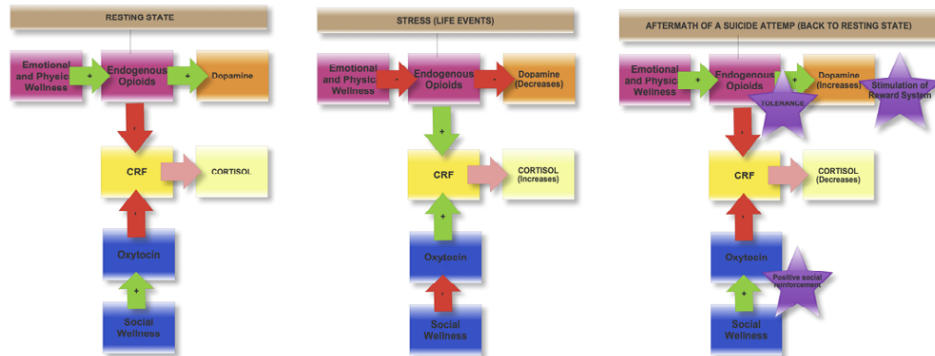 RESTING STATE
Emotional
and Physic
Wellness
+
Endogenous
Opioids
+
Dopamine
-
CRF
CORTISOL
-
Oxytocin
+
Social
Wellness
STRESS (LIFE EVENTS)
Emotional
and Physic
Wellness
-
Endogenous
Opioids
-
Dopamine
(Decreases)
+
CRF
CORTISOL
(Increases)
+
Oxytocin
-
Social
Wellness
AFTERMATH OF A SUICIDE ATTEMP (BACK TO RESTING STATE)
Emotional
and Physic
Wellness
+
Endogenous
Opioids
+
Dopamine
(Increases)
TOLERANCE
Stimulation of
Reward System
-
CRF
CORTISOL
(Decreases)
-
Oxytocin
Positive social
reinforcement
+
Social
Wellness